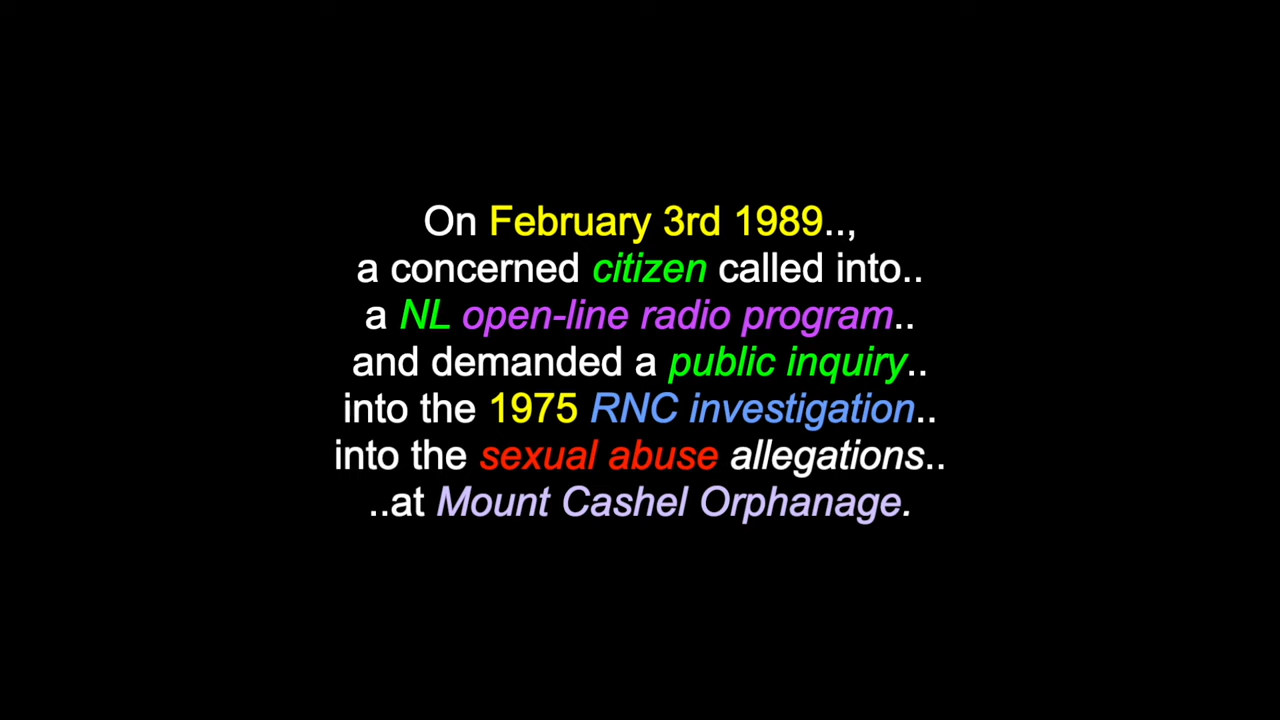 On February 3rd 1989..,
a concerned citizen called into..
a NL open-line radio program..
and demanded a public inquiry..
into the 1975 RNC investigation..
into the sexual abuse allegations..
..at Mount Cashel Orphanage.